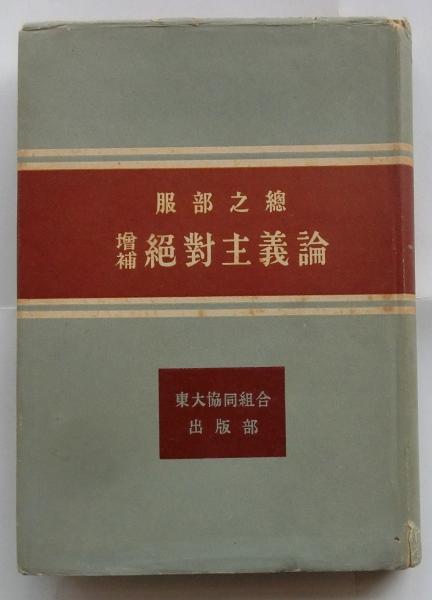 服部之總
增補 絕對主義論
東大協同組合
出版部